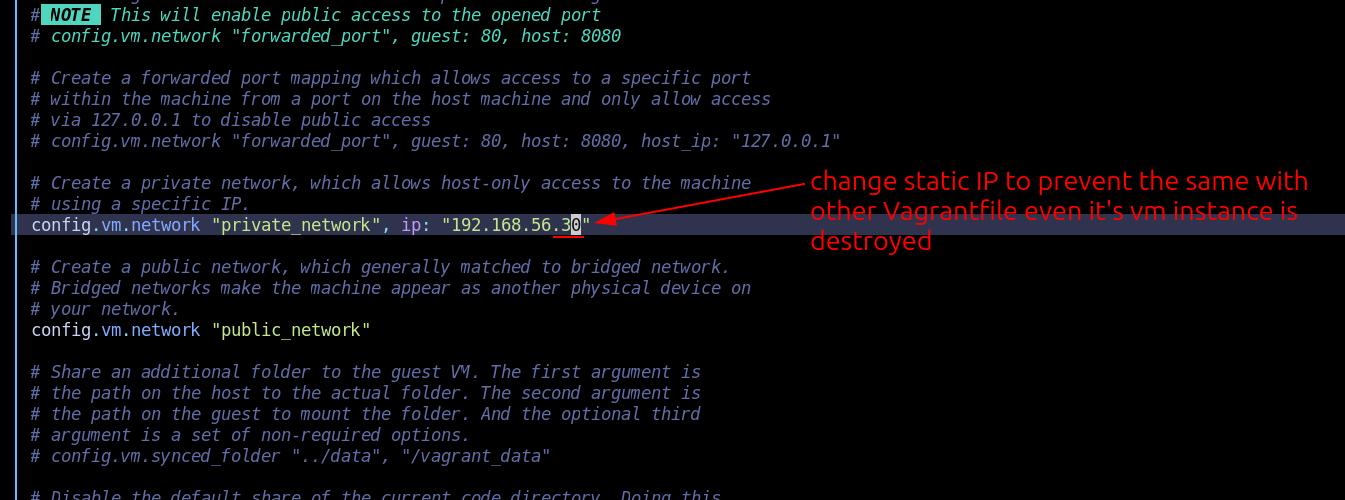 # NOTE This will enable public access to the opened port
# config.vm.network "forwarded_port", guest: 80, host: 8080
# Create a forwarded port mapping which allows access to a specific port
# within the machine from a port on the host machine and only allow access
# via 127.0.0.1 to disable public access
# config.vm.network "forwarded_port", guest: 80, host: 8080, host_ip: "127.0.0.1"
# Create a private network, which allows host-only access to the machine
# using a specific IP.
config.vm.network "private_network", ip: "192.168.56.30"
change static IP to prevent the same with
other Vagrantfile even it's vm instance is
destroyed
# Create a public network, which generally matched to bridged network.
# Bridged networks make the machine appear as another physical device on
# your network.
config.vm.network "public_network"
# Share an additional folder to the guest VM. The first argument is
# the path on the host to the actual folder. The second argument is
# the path on the guest to mount the folder. And the optional third
# argument is a set of non-required options.
# config.vm.synced_folder "../data", "/vagrant_data"
# Disable the default share of the current code directory. Doing this